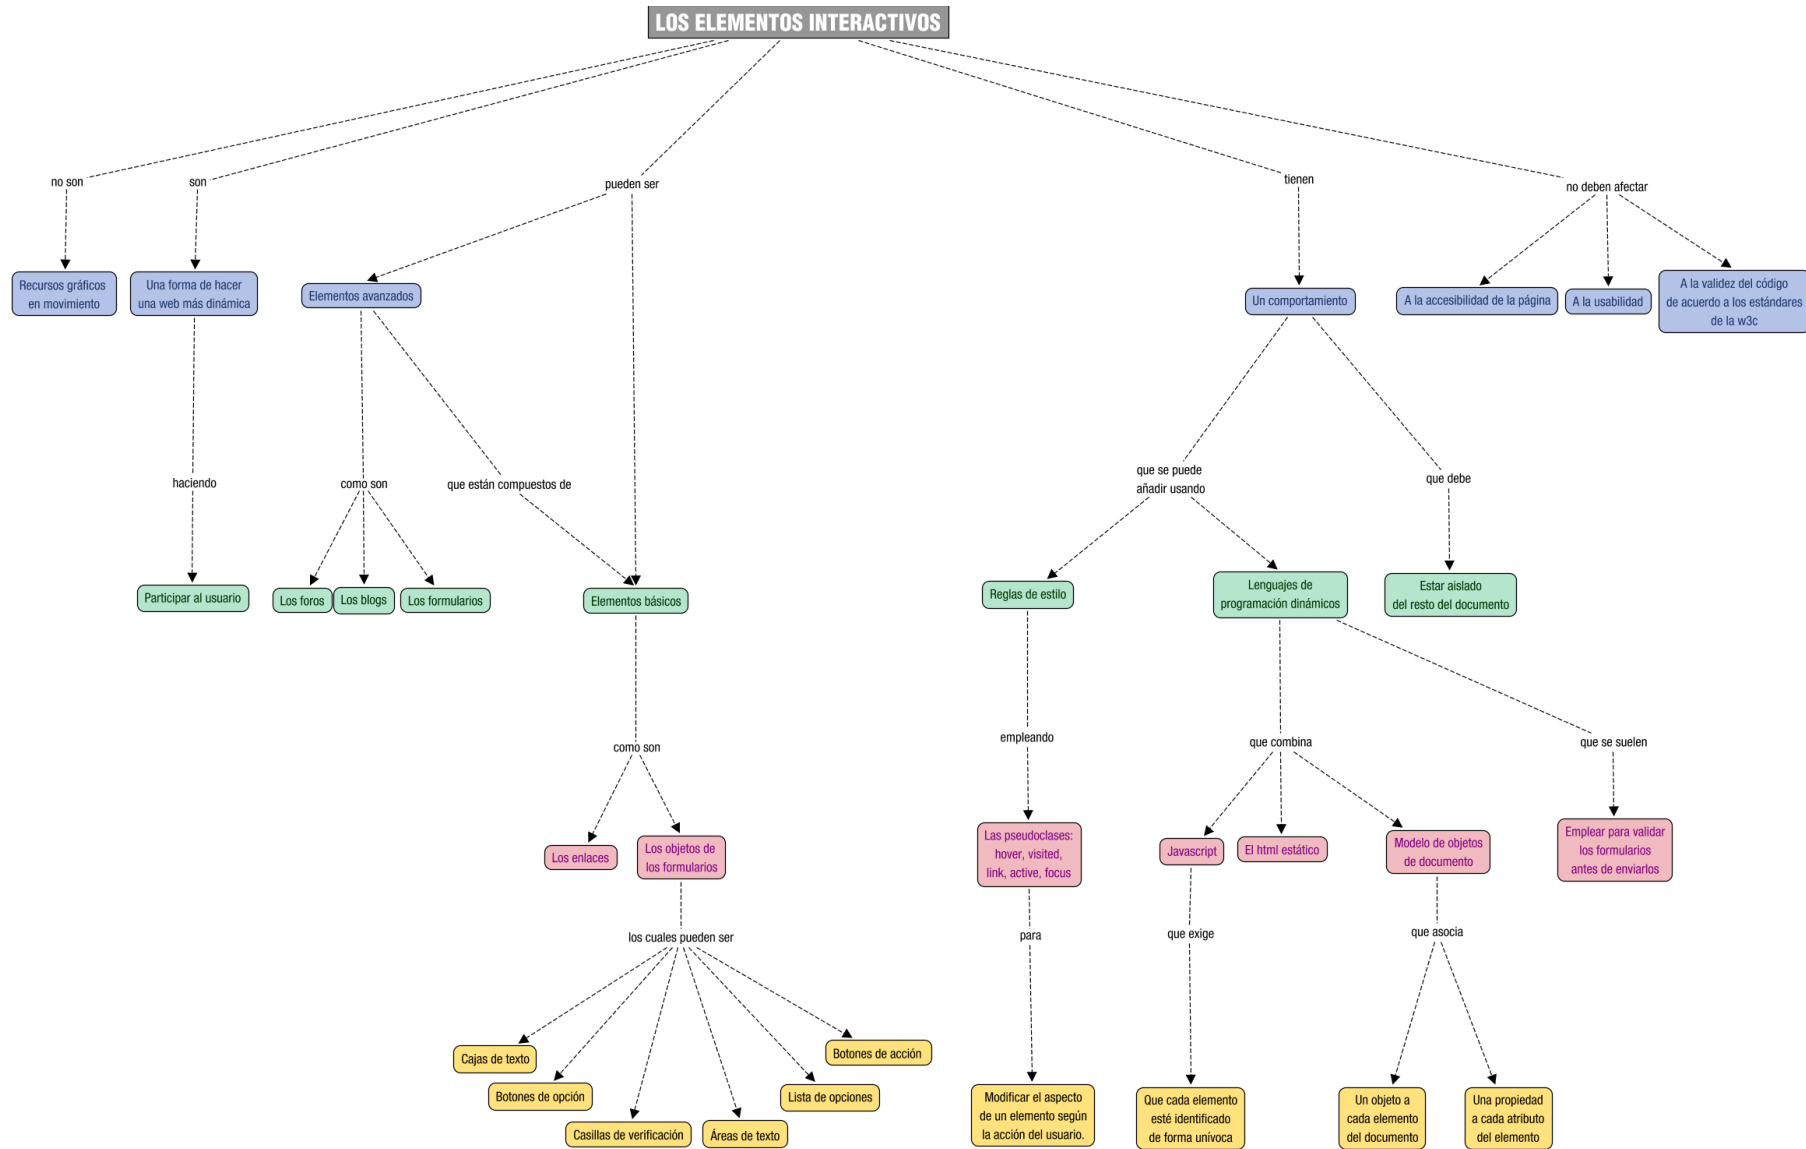 LOS ELEMENTOS INTERACTIVOS
no son
son
pueden ser
tienen
no deben afectar
Recursos gráficos
en movimiento
Una forma de hacer
una web más dinámica
Elementos avanzados
Un comportamiento
A la accesibilidad de la página
A la usabilidad
A la validez del código
de acuerdo a los estándares
de la w3c
haciendo
como son
que están compuestos de
que se puede
añadir usando
que debe
Participar al usuario
Los foros
Los blogs
Los formularios
Elementos básicos
Reglas de estilo
Lenguajes de
programación dinámicos
Estar aislado
del resto del documento
como son
empleando
que combina
que se suelen
Los enlaces
Los objetos de
los formularios
Las pseudoclases:
hover, visited,
link, active, focus
Javascript
El html estático
Modelo de objetos
de documento
Emplear para validar
los formularios
antes de enviarlos
los cuales pueden ser
para
que exige
que asocia
Cajas de texto
Botones de opción
Casillas de verificación
Áreas de texto
Lista de opciones
Botones de acción
Modificar el aspecto
de un elemento según
la acción del usuario.
Que cada elemento
esté identificado
de forma unívoca
Un objeto a
cada elemento
del documento
Una propiedad
a cada atributo
del elemento